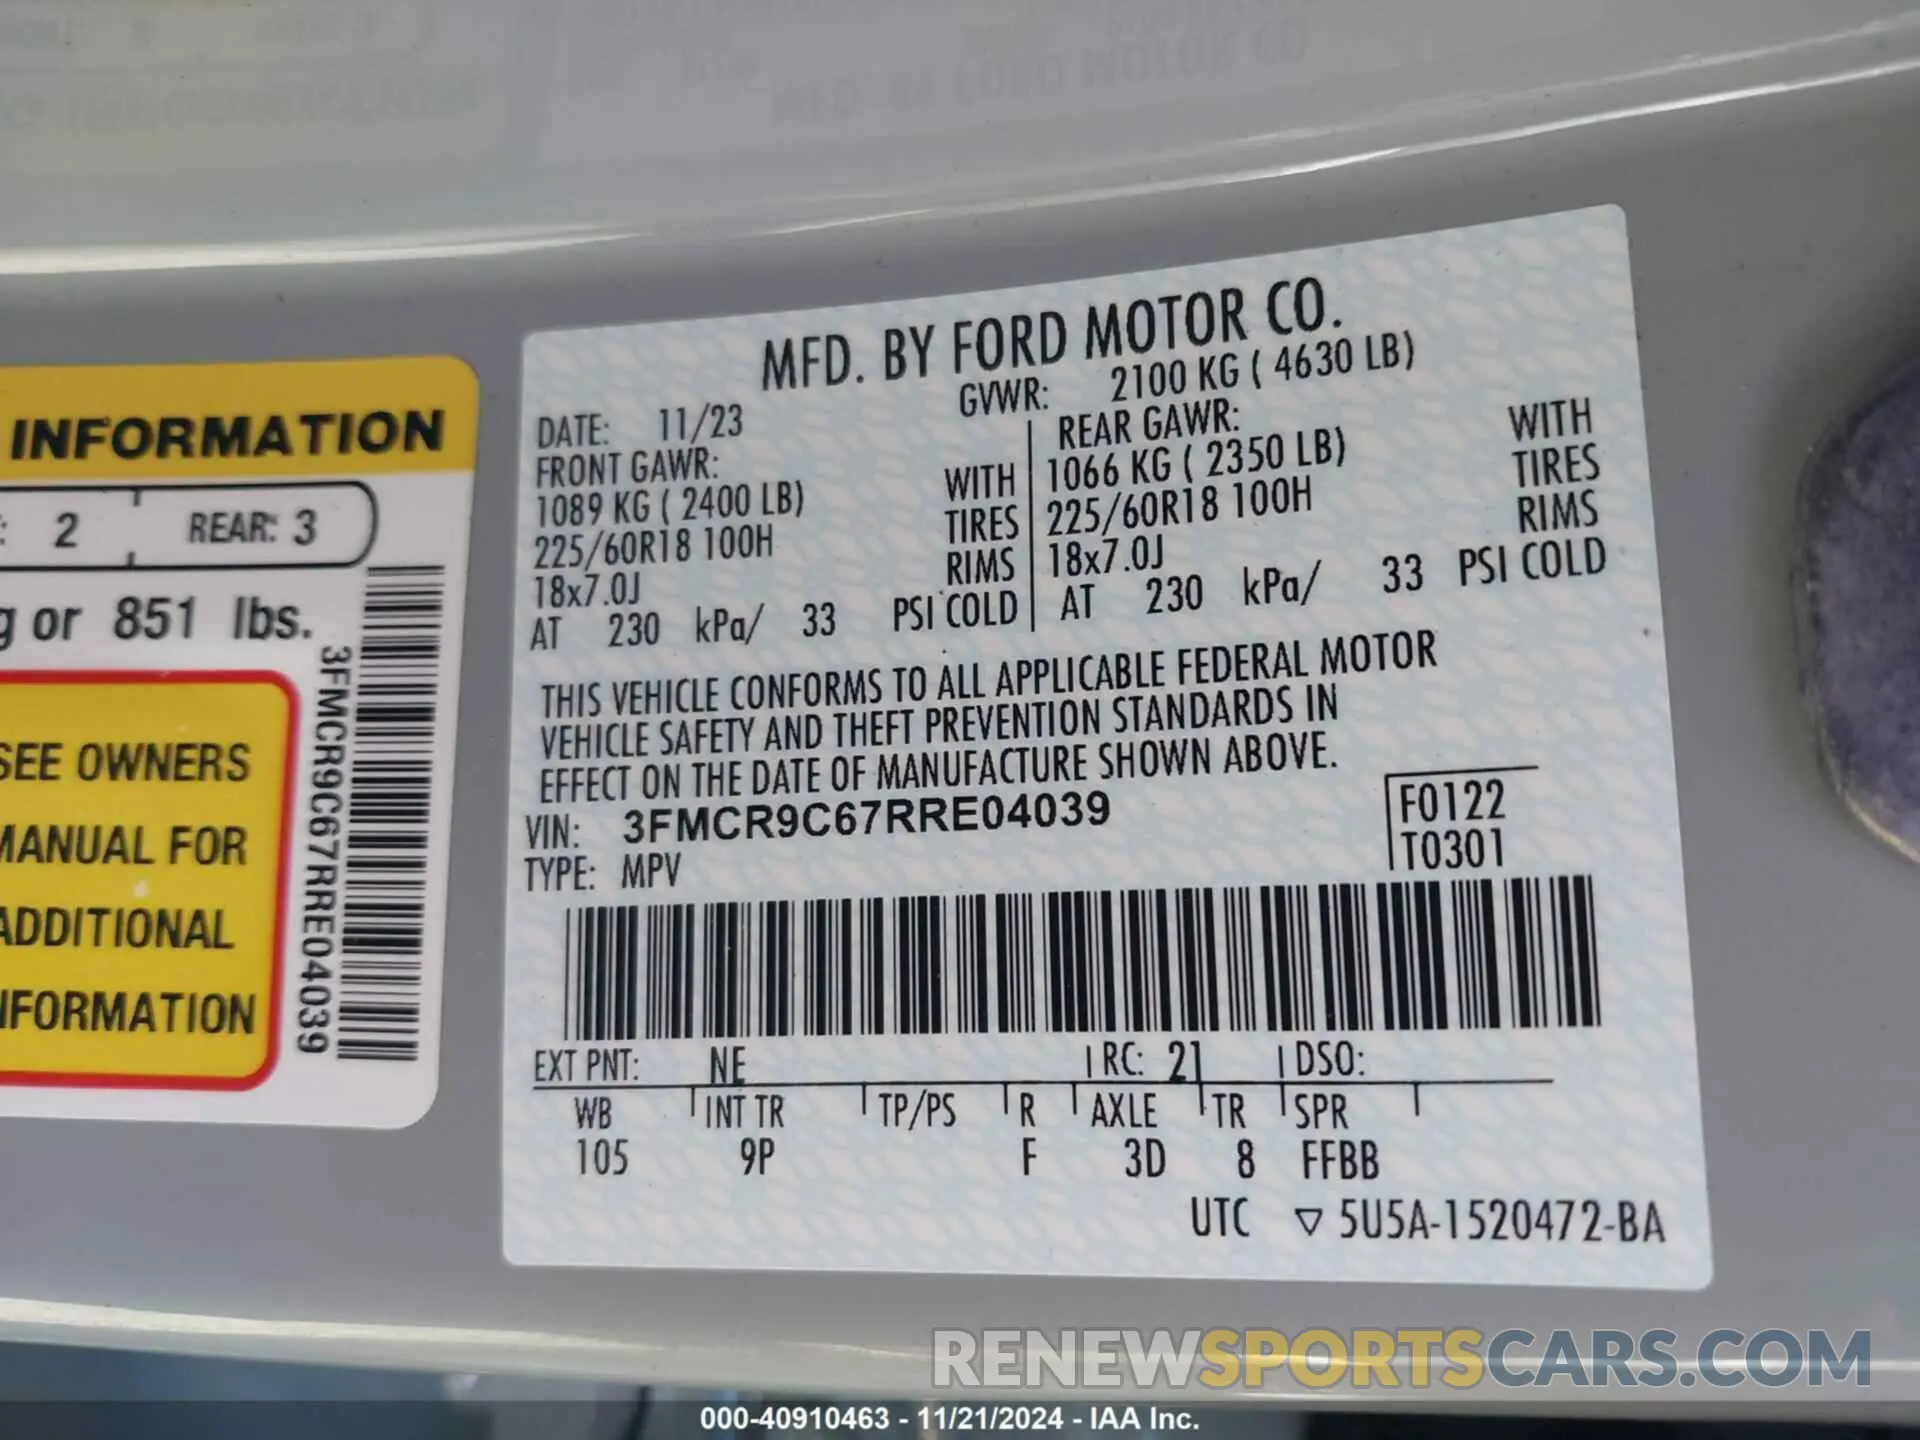 INFORMATION
2 REAR: 3
or 851 lbs.
SEE OWNERS
MANUAL FOR
ADDITIONAL
INFORMATION
3FMCR9C67RRE04039
MFD. BY FORD MOTOR CO.
DATE: 11/23 GVWR: 2100 KG ( 4630 LB)
FRONT GAWR: REAR GAWR: WITH
1089 KG ( 2400 LB) WITH 1066 KG ( 2350 LB) TIRES
225/60R18 100H TIRES 225/60R18 100H RIMS
18x7.0J RIMS 18x7.0J
AT 230 kPa/ 33 PSI COLD AT 230 kPa/ 33 PSI COLD
THIS VEHICLE CONFORMS TO ALL APPLICABLE FEDERAL MOTOR
VEHICLE SAFETY AND THEFT PREVENTION STANDARDS IN
EFFECT ON THE DATE OF MANUFACTURE SHOWN ABOVE.
VIN: 3FMCR9C67RRE04039 F0122
TYPE: MPV T0301
EXT PNT: NE RC: 21 DSO:
WB INT TR TP/PS R AXLE TR SPR
105 9P F 3D 8 FFBB
UTC ▽ 5U5A-1520472-BA
RENEWSPORTSCARS.COM
000-40910463 - 11/21/2024 - IAA Inc.